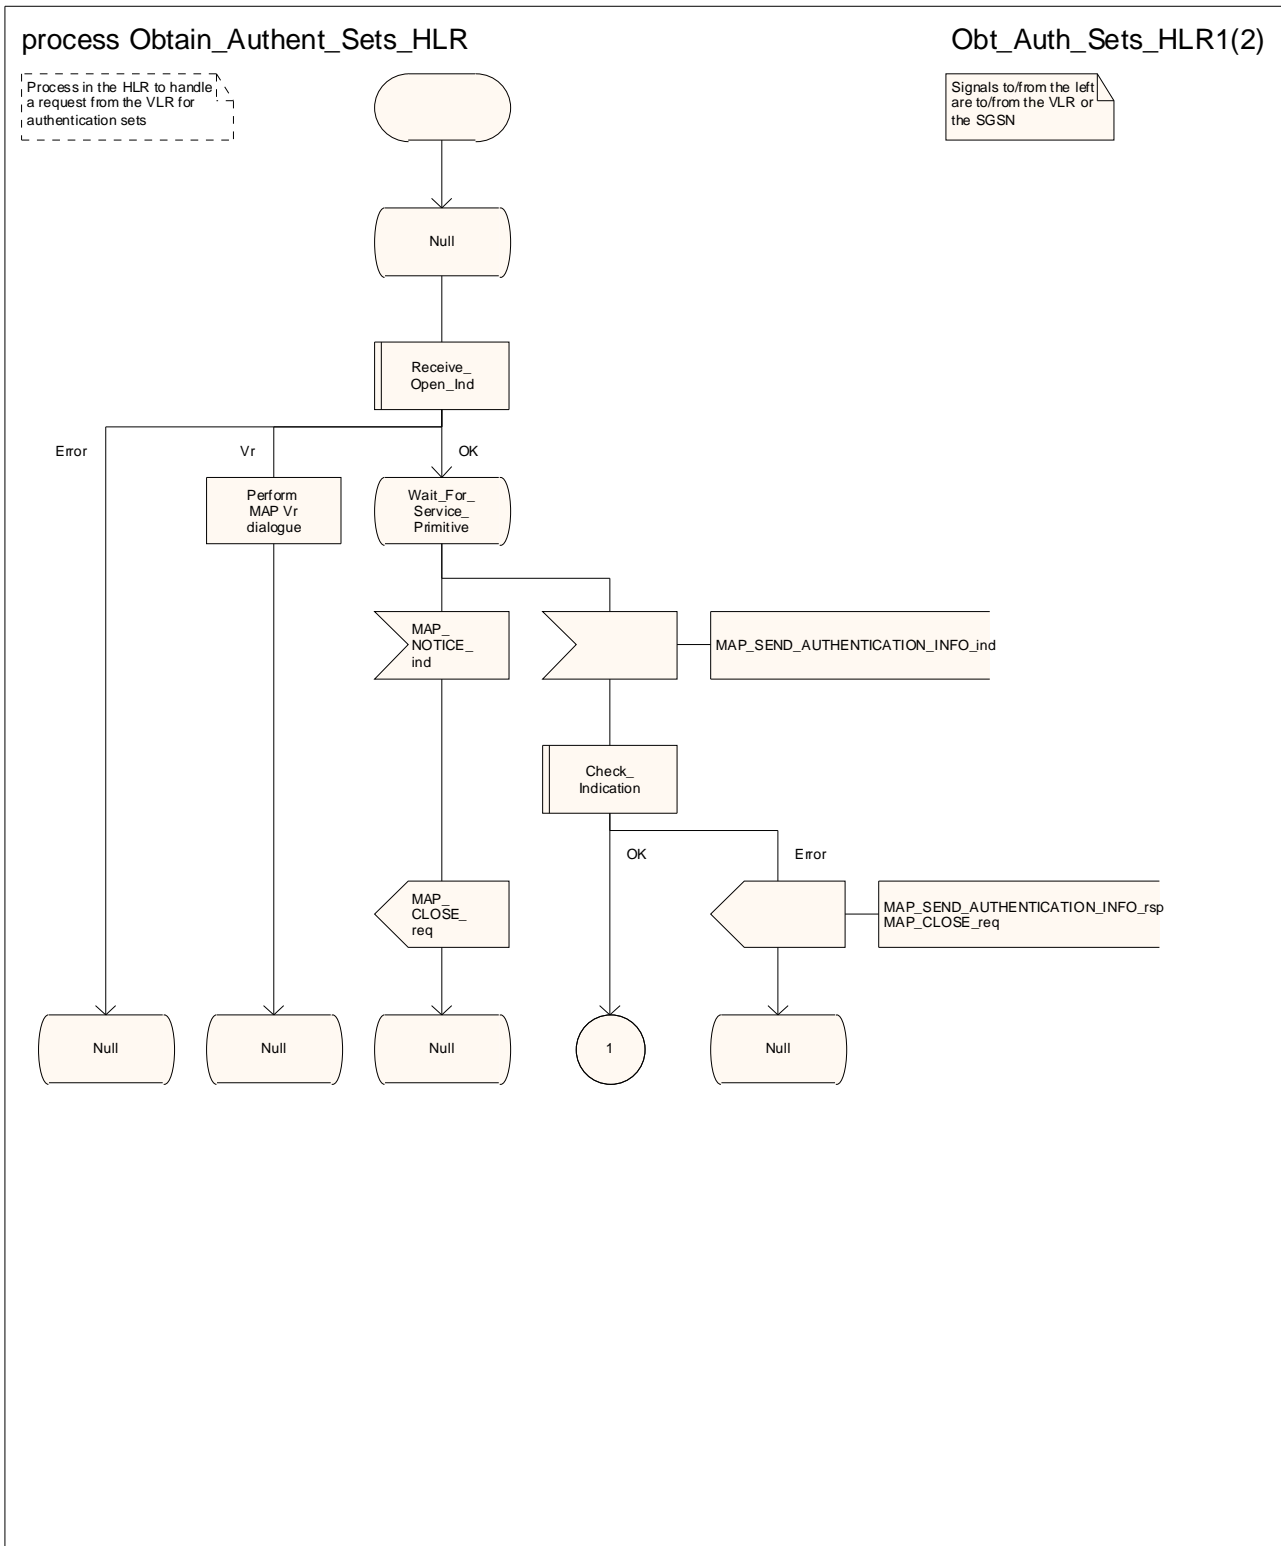 process Obtain_Authent_Sets_HLR
Obt_Auth_Sets_HLR1(2)
Process in the HLR to handle
a request from the VLR for
authentication sets
Signals to/from the left
are to/from the VLR or
the SGSN
Null
Receive_
Open_Ind
Error
Vr
OK
Perform
MAP Vr
dialogue
Wait_For_
Service_
Primitive
MAP_
NOTICE_
ind
MAP_SEND_AUTHENTICATION_INFO_ind
Check_
Indication
OK
Error
MAP_
CLOSE_
req
MAP_SEND_AUTHENTICATION_INFO_rsp
MAP_CLOSE_req
Null
Null
Null
1
Null